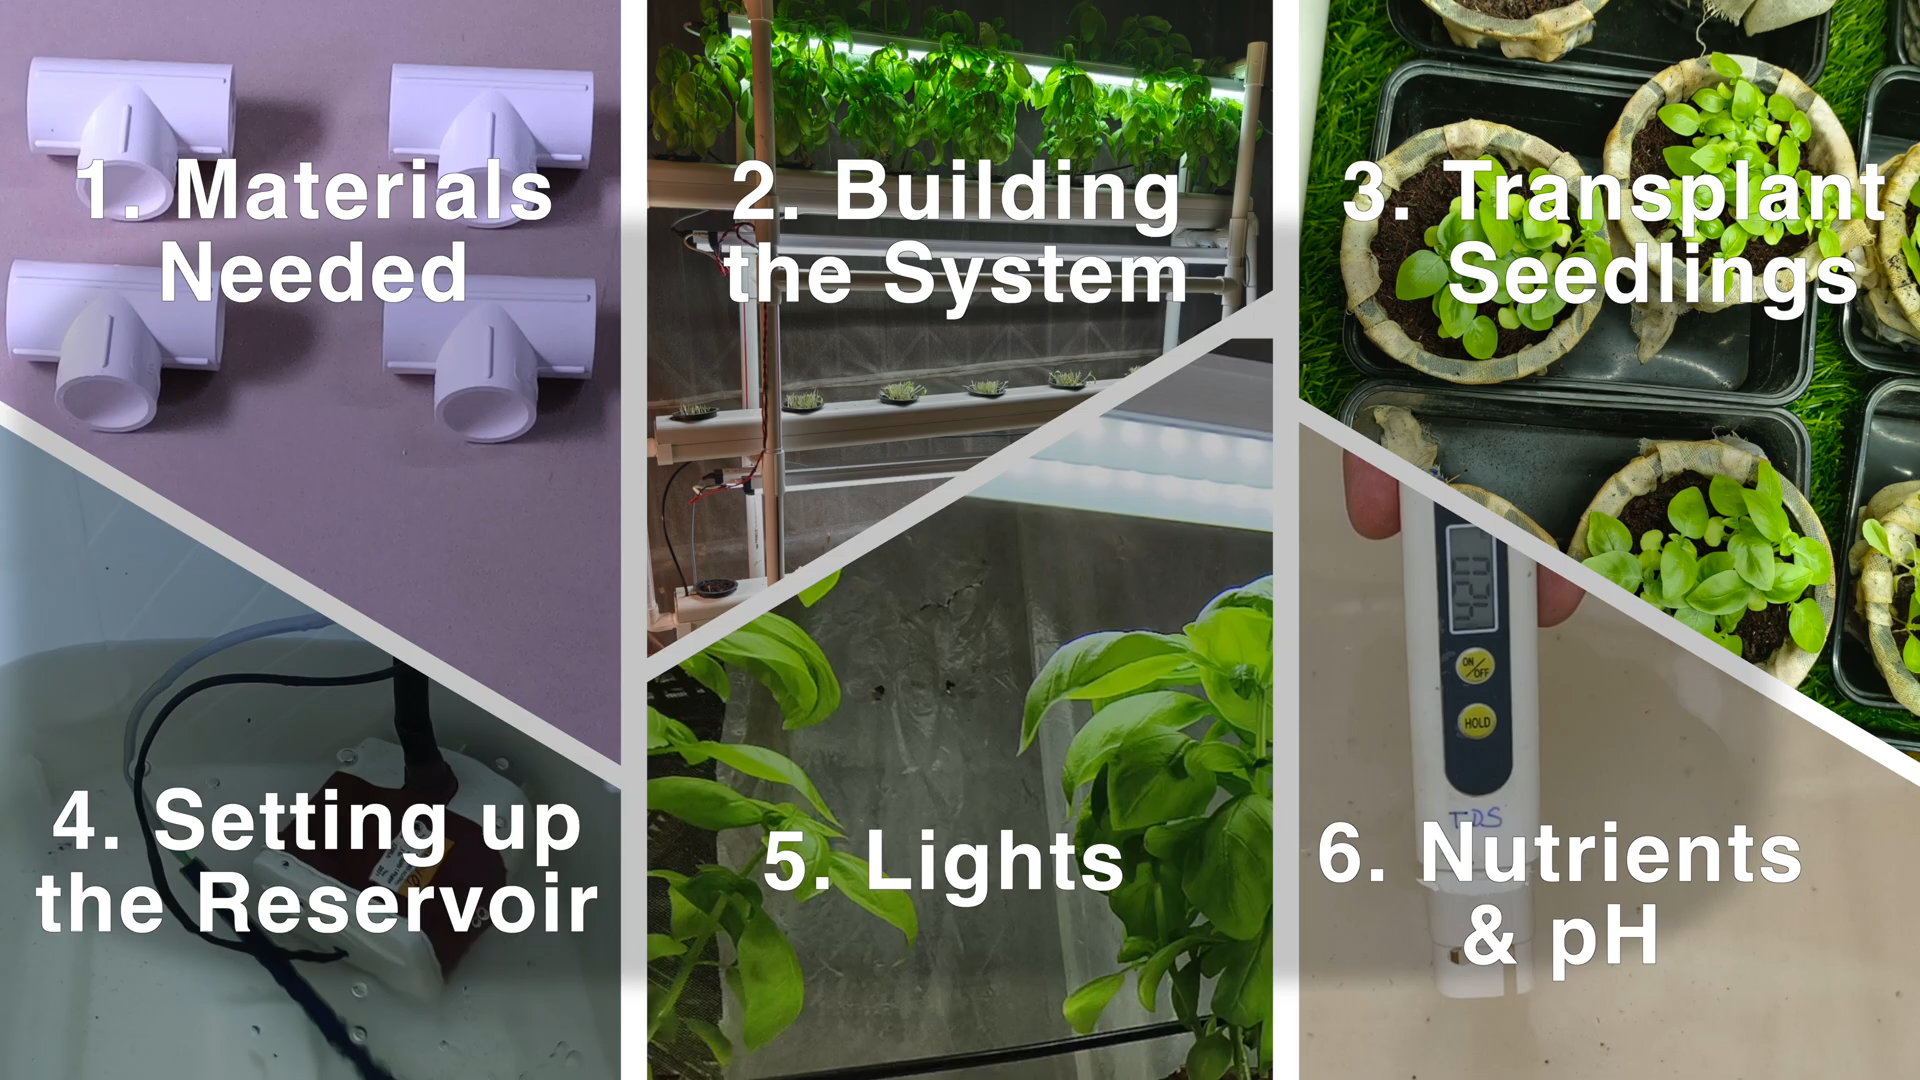 1. Materials
Needed
2. Building
the System
3. Transplant
Seedlings
420
ON/OFF
HOLD
TDS
4. Setting up
the Reservoir
5. Lights
6. Nutrients
& pH